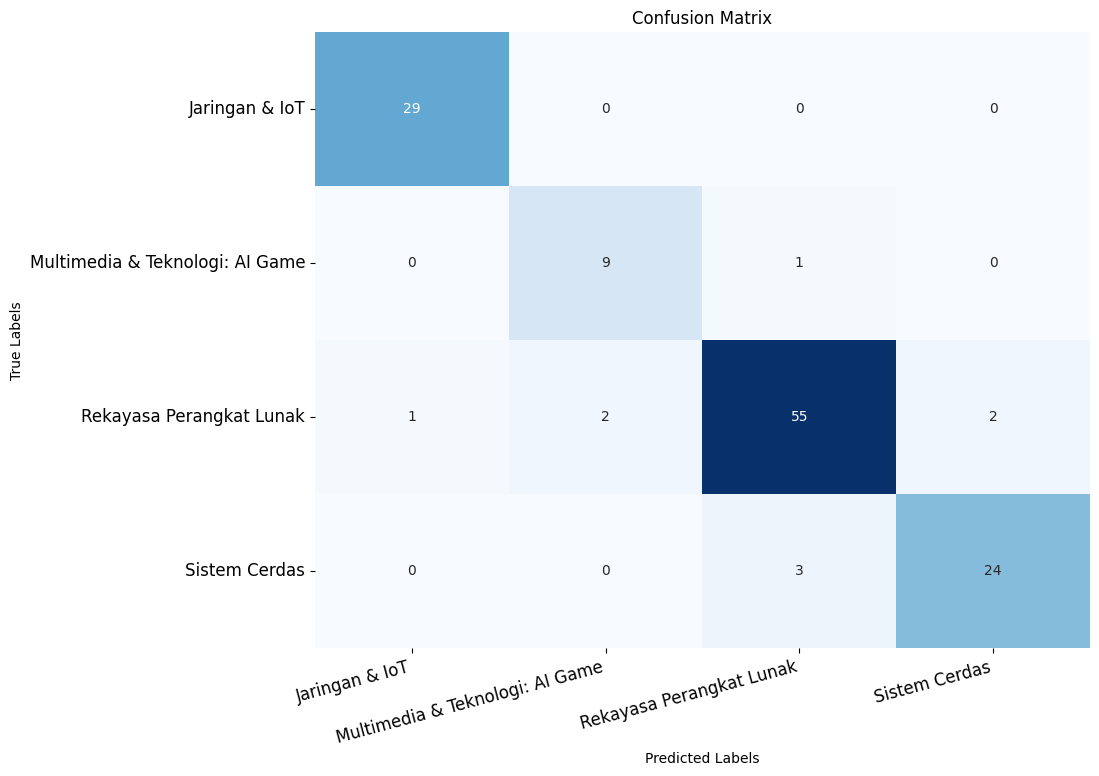 Confusion Matrix
Jaringan & IoT
29 0 0 0
Multimedia & Teknologi: AI Game
0 9 1 0
Rekayasa Perangkat Lunak
1 2 55 2
Sistem Cerdas
0 0 3 24
True Labels
Jaringan & IoT
Multimedia & Teknologi: AI Game
Rekayasa Perangkat Lunak
Sistem Cerdas
Predicted Labels